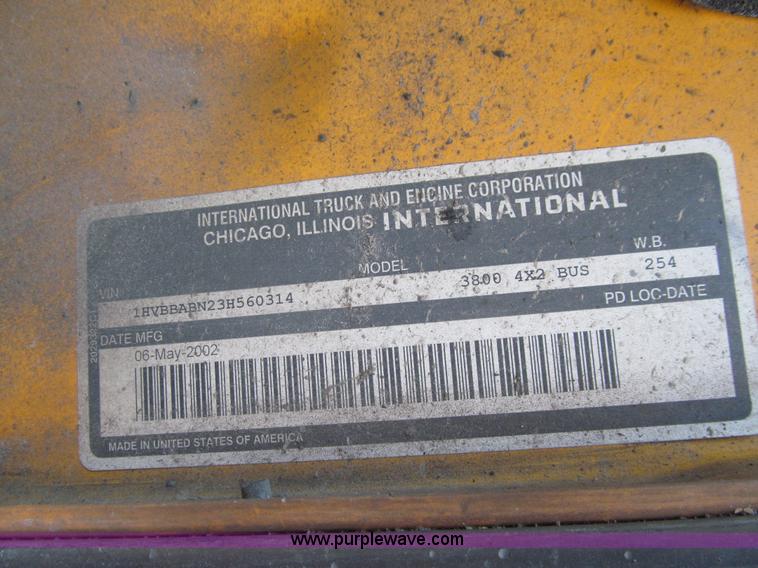 INTERNATIONAL TRUCK AND ENGINE CORPORATION
CHICAGO, ILLINOIS INTERNATIONAL
VIN MODEL W.B.
1HVBBABN23H560314 3800 4X2 BUS 254
DATE MFG PD LOC-DATE
06-May-2002
MADE IN UNITED STATES OF AMERICA
www.purplewave.com